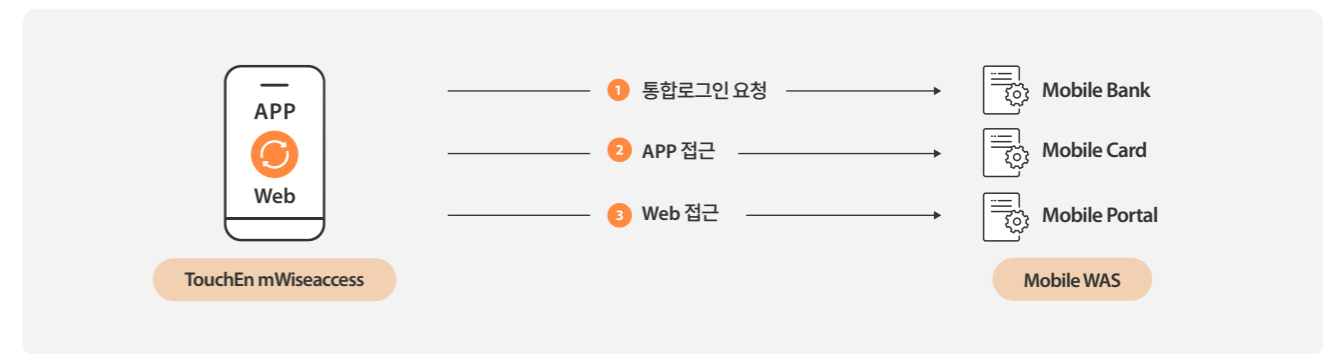 APP
Web
TouchEn mWiseaccess
1 통합로그인 요청
2 APP 접근
3 Web 접근
Mobile Bank
Mobile Card
Mobile Portal
Mobile WAS